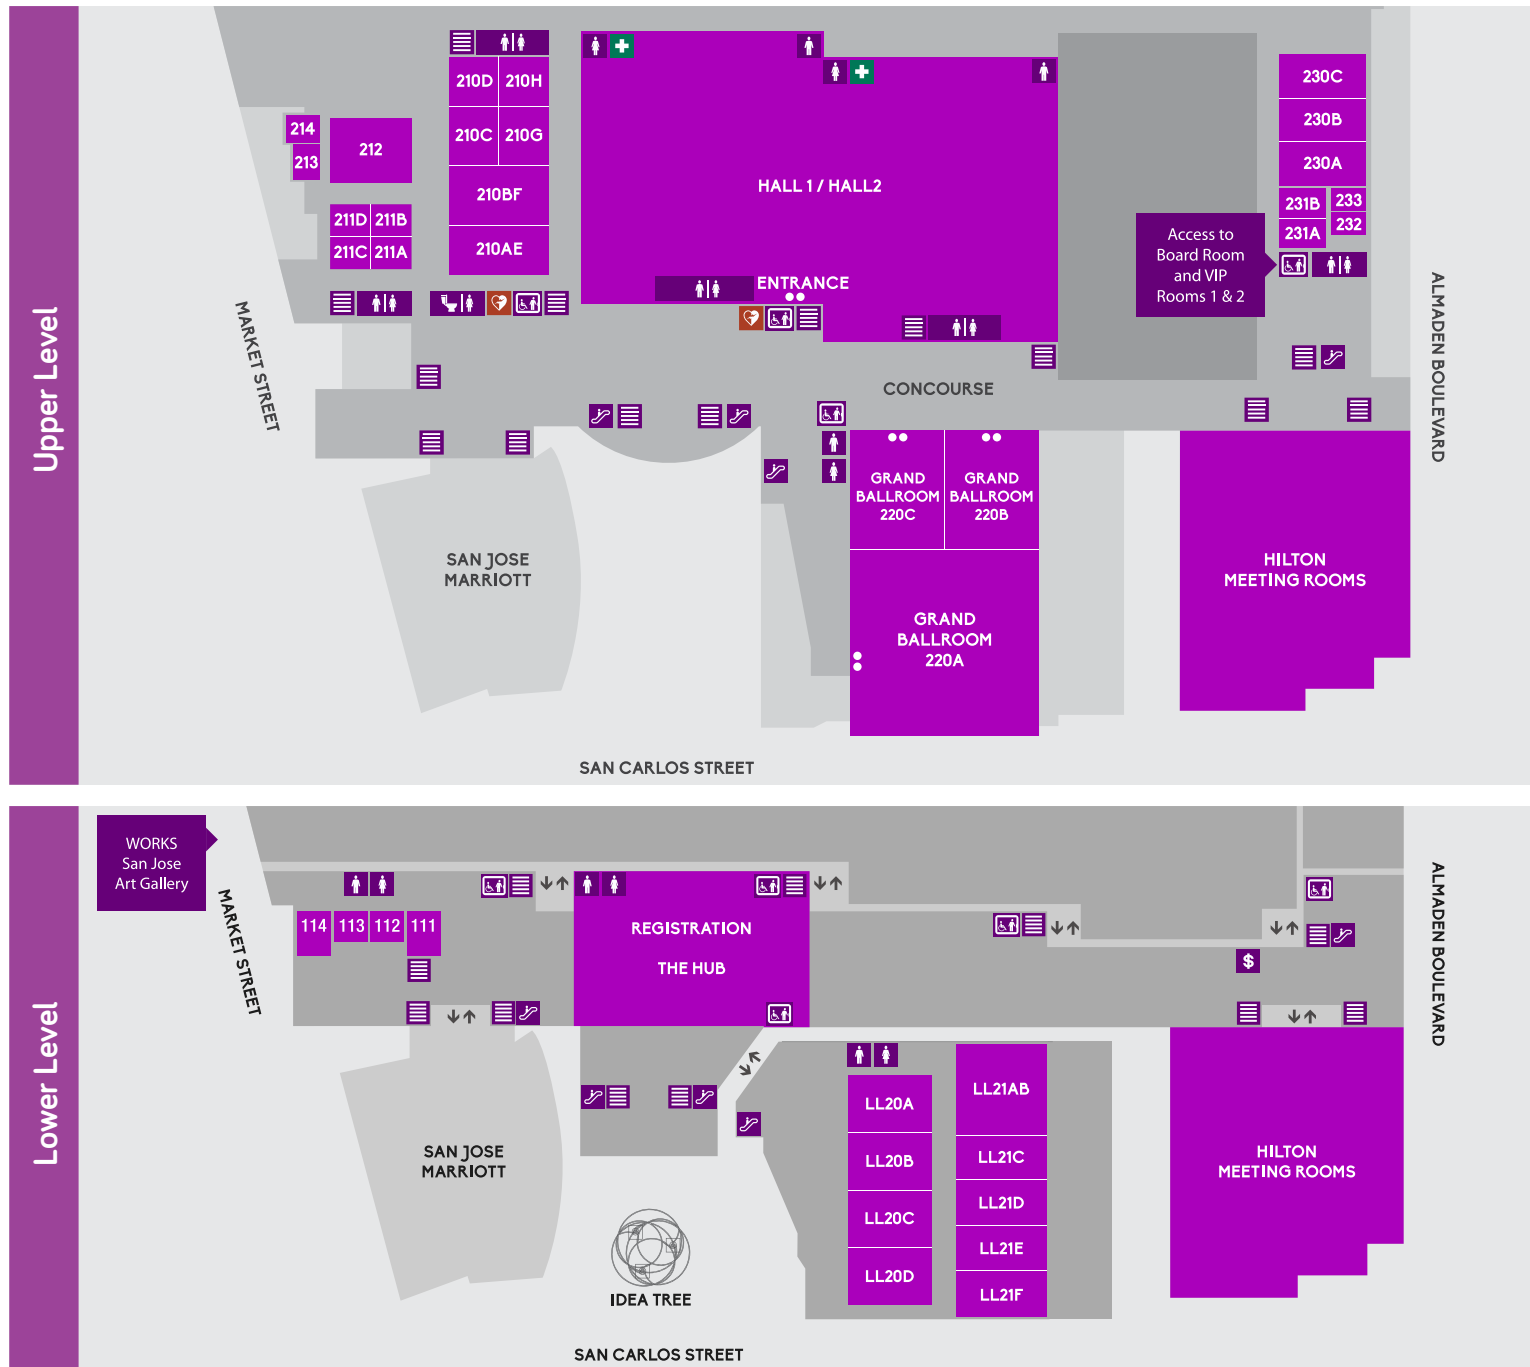 Upper Level
210D
210H
230C
214
210C
210G
230B
212
213
230A
HALL 1 / HALL2
210BF
231B
233
211D
211B
232
231A
Access to
Board Room
and VIP
Rooms 1 & 2
210AE
211C
211A
ENTRANCE
MARKET STREET
ALMADEN BOULEVARD
CONCOURSE
GRAND
BALLROOM
220C
GRAND
BALLROOM
220B
SAN JOSE
MARRIOTT
HILTON
MEETING ROOMS
GRAND
BALLROOM
220A
SAN CARLOS STREET
Lower Level
WORKS
San Jose
Art Gallery
MARKET STREET
ALMADEN BOULEVARD
114
113
112
111
REGISTRATION
THE HUB
$
LL20A
LL21AB
LL20B
LL21C
SAN JOSE
MARRIOTT
HILTON
MEETING ROOMS
LL21D
LL20C
LL21E
LL20D
LL21F
IDEA TREE
SAN CARLOS STREET